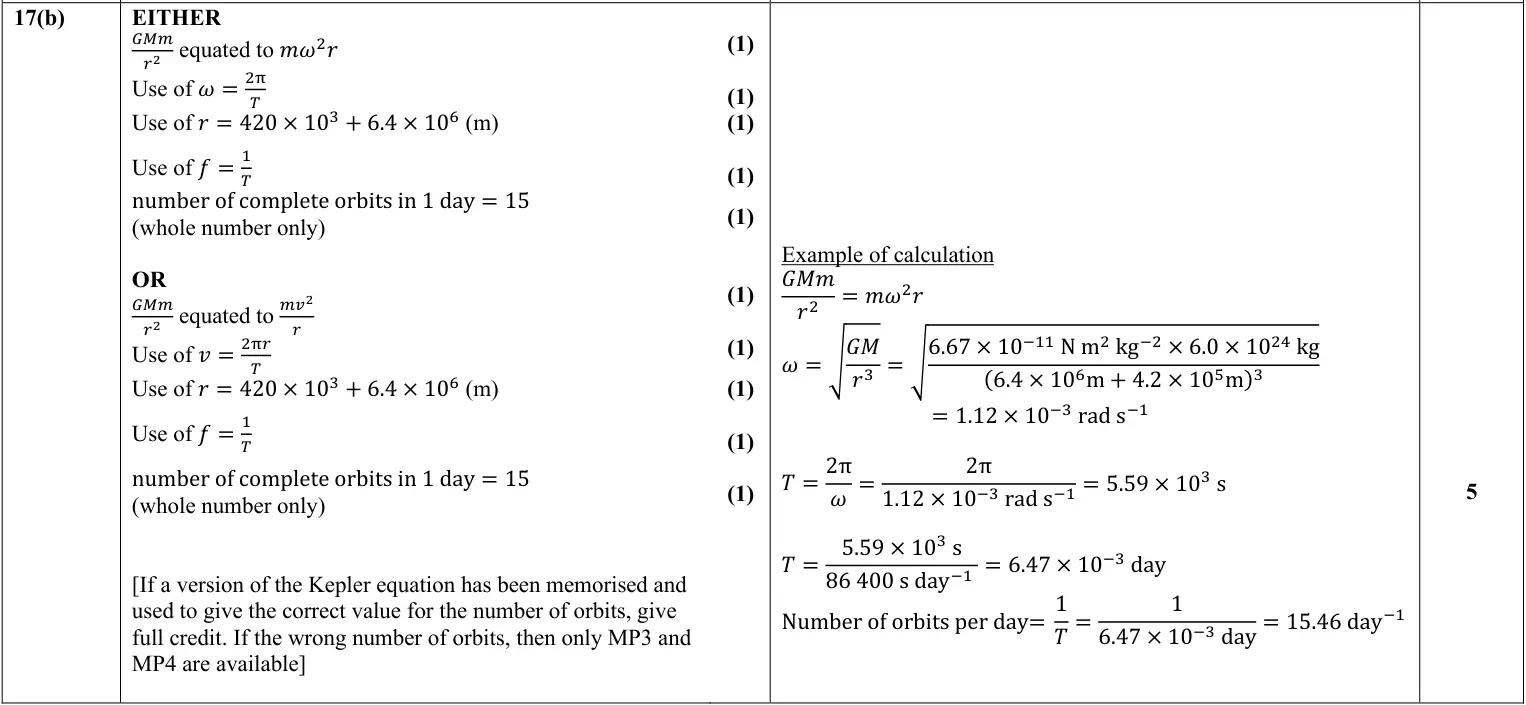 17(b)
EITHER
GMm/r² equated to mω²r (1)
Use of ω = 2π/T (1)
Use of r = 420 × 10³ + 6.4 × 10⁶ (m) (1)
Use of f = 1/T (1)
number of complete orbits in 1 day = 15 (1)
(whole number only)
OR
GMm/r² equated to mv²/r (1)
Use of v = 2πr/T (1)
Use of r = 420 × 10³ + 6.4 × 10⁶ (m) (1)
Use of f = 1/T (1)
number of complete orbits in 1 day = 15 (1)
(whole number only)
[If a version of the Kepler equation has been memorised and
used to give the correct value for the number of orbits, give
full credit. If the wrong number of orbits, then only MP3 and
MP4 are available]
Example of calculation
GMm/r² = mω²r
ω = √(GM/r³) = √(6.67 × 10⁻¹¹ N m² kg⁻² × 6.0 × 10²⁴ kg/(6.4 × 10⁶m + 4.2 × 10⁵m)³)
= 1.12 × 10⁻³ rad s⁻¹
T = 2π/ω = 2π/1.12 × 10⁻³ rad s⁻¹ = 5.59 × 10³ s
T = 5.59 × 10³ s/86 400 s day⁻¹ = 6.47 × 10⁻³ day
Number of orbits per day= 1/T = 1/6.47 × 10⁻³ day = 15.46 day⁻¹
5